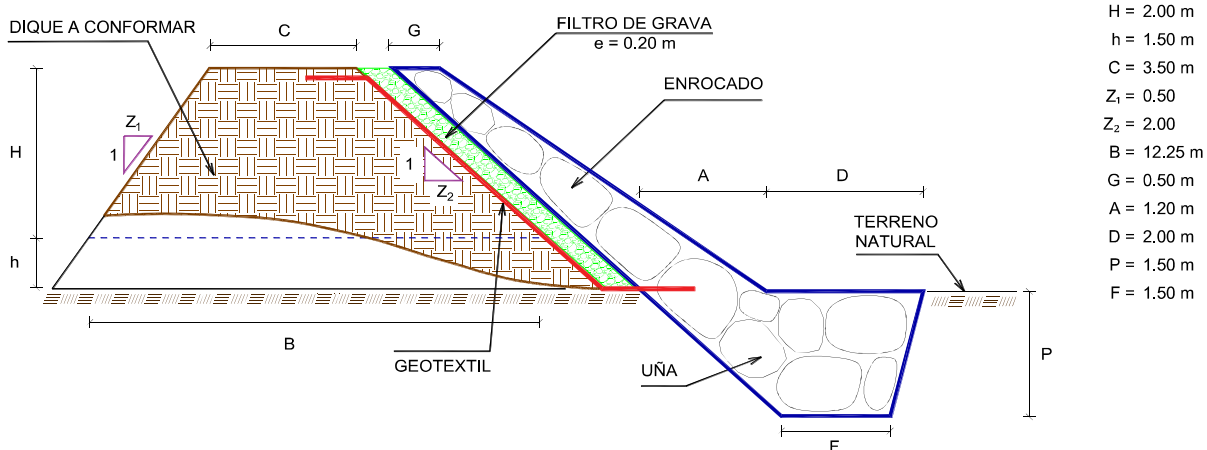 DIQUE A CONFORMAR
C
G
FILTRO DE GRAVA
e = 0.20 m
ENROCADO
H
Z₁
1
1
Z₂
A
D
TERRENO
NATURAL
h
B
GEOTEXTIL
UÑA
P
F
H = 2.00 m
h = 1.50 m
C = 3.50 m
Z₁ = 0.50
Z₂ = 2.00
B = 12.25 m
G = 0.50 m
A = 1.20 m
D = 2.00 m
P = 1.50 m
F = 1.50 m